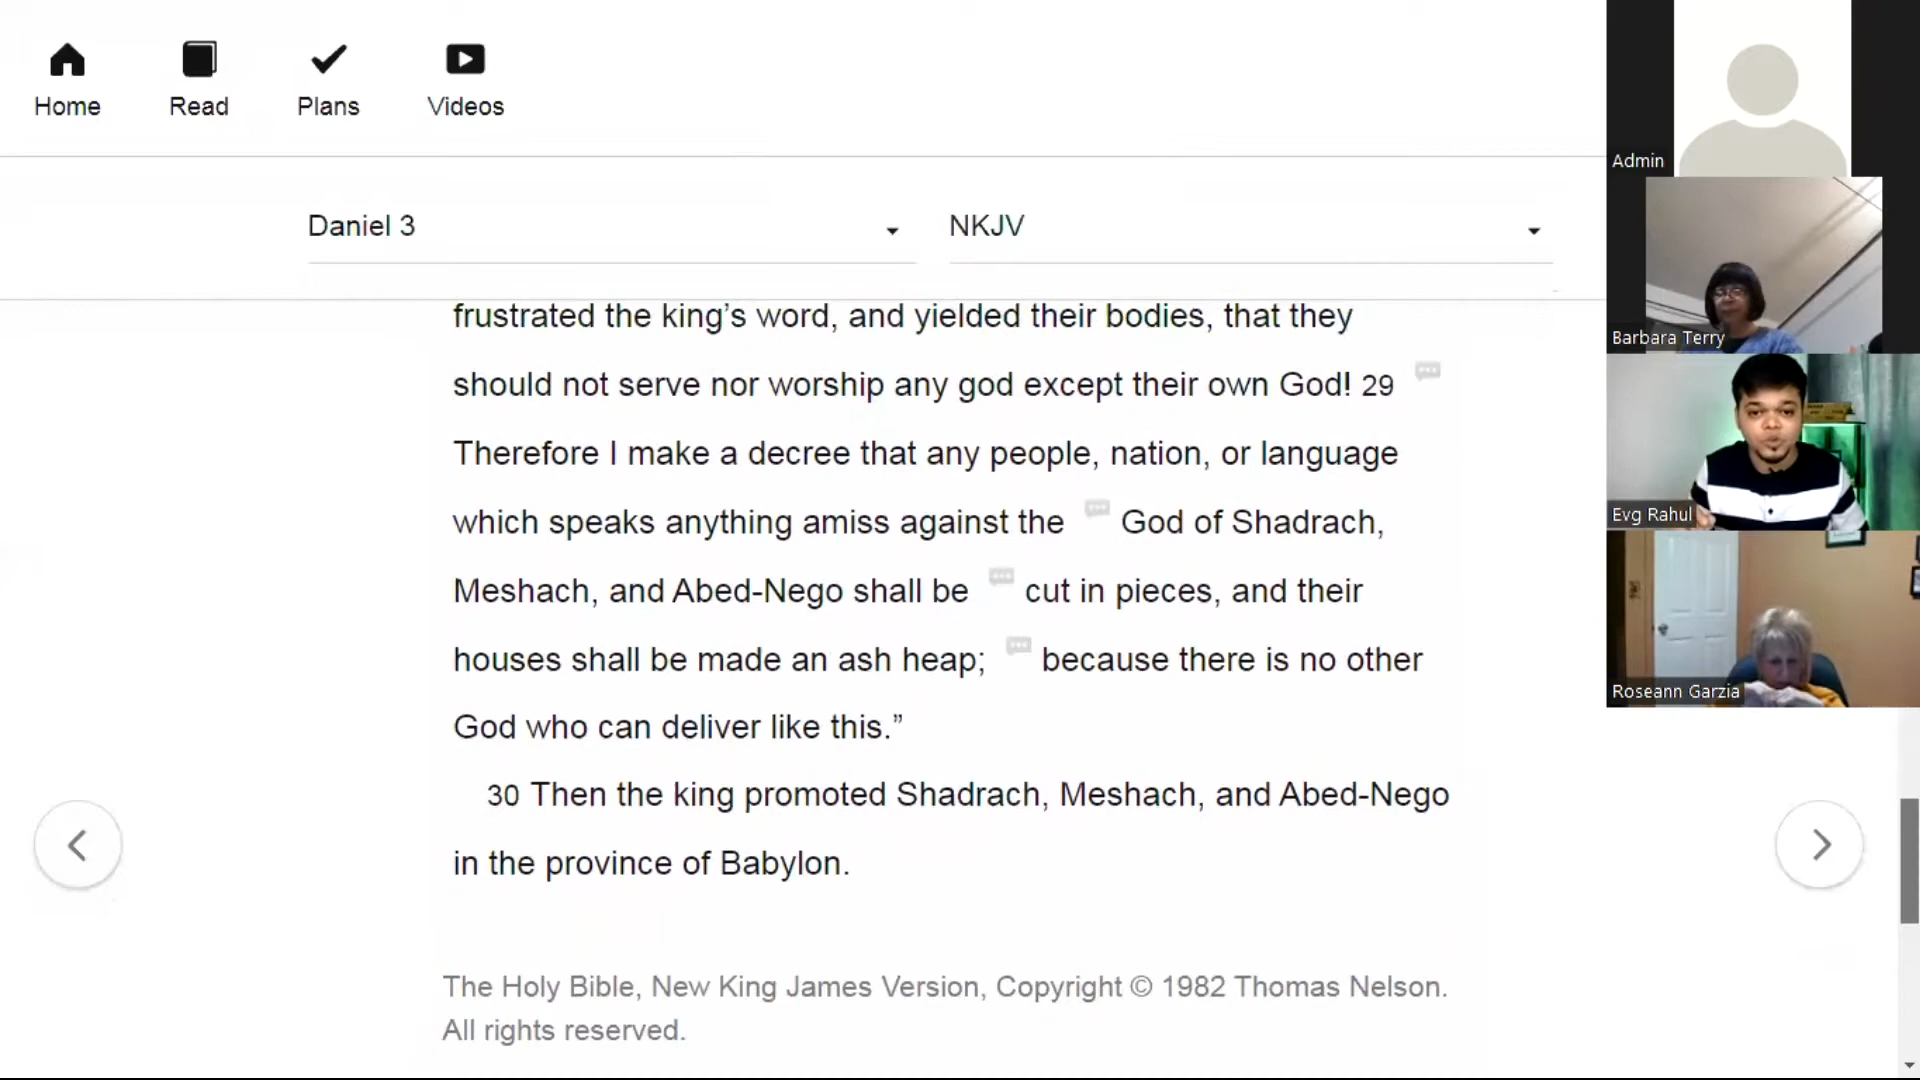 Home Read Plans Videos
Daniel 3 NKJV
frustrated the king’s word, and yielded their bodies, that they
should not serve nor worship any god except their own God! 29
Therefore I make a decree that any people, nation, or language
which speaks anything amiss against the God of Shadrach,
Meshach, and Abed-Nego shall be cut in pieces, and their
houses shall be made an ash heap; because there is no other
God who can deliver like this.”
30 Then the king promoted Shadrach, Meshach, and Abed-Nego
in the province of Babylon.
The Holy Bible, New King James Version, Copyright © 1982 Thomas Nelson.
All rights reserved.
Admin
Barbara Terry
Evg Rahul
Roseann Garzia